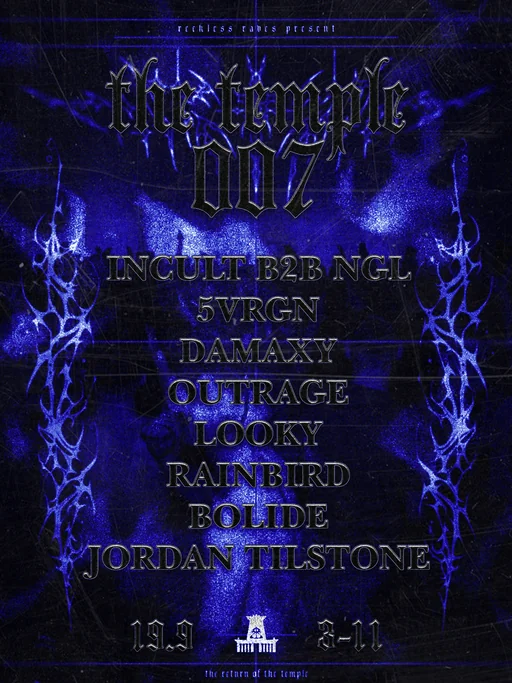 reckless raves present
the temple
007
INCULT B2B NGL
5VRGN
DAMAXY
OUTRAGE
LOOKY
RAINBIRD
BOLIDE
JORDAN TILSTONE
19.9
8-11
the return of the temple